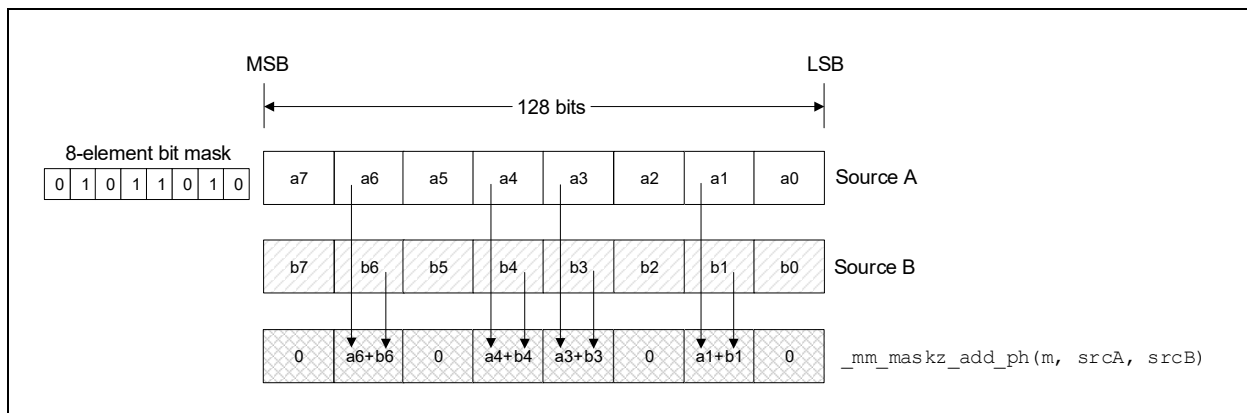 MSB LSB
128 bits
8-element bit mask
0 1 0 1 1 0 1 0
a7 a6 a5 a4 a3 a2 a1 a0 Source A
b7 b6 b5 b4 b3 b2 b1 b0 Source B
0 a6+b6 0 a4+b4 a3+b3 0 a1+b1 0 _mm_maskz_add_ph(m, srcA, srcB)